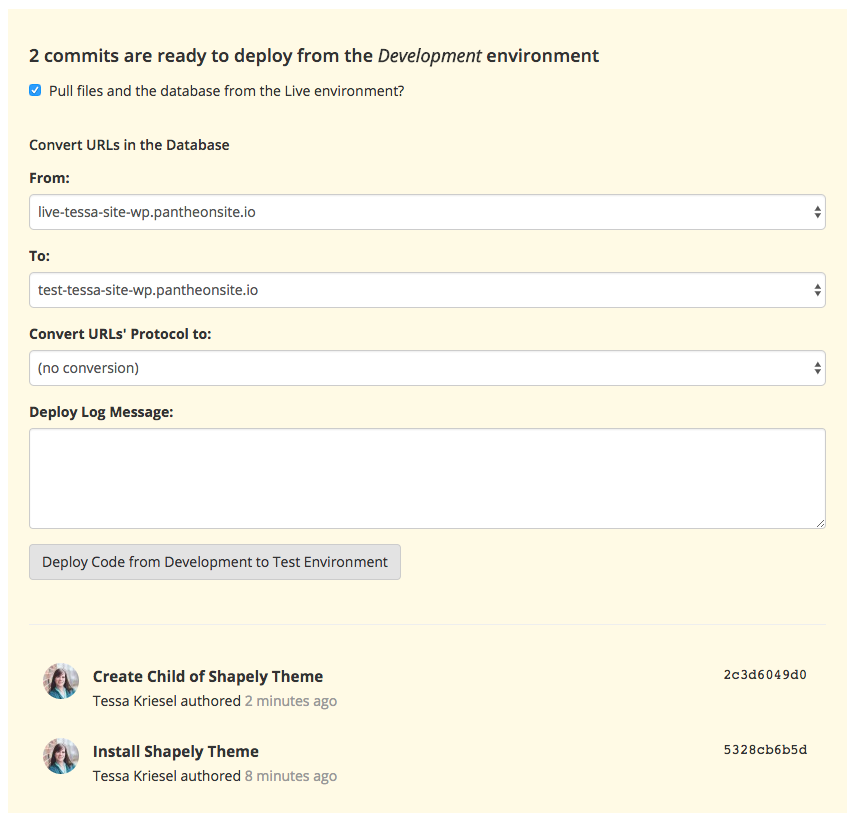 2 commits are ready to deploy from the Development environment
Pull files and the database from the Live environment?
Convert URLs in the Database
From:
live-tessa-site-wp.pantheonsite.io
To:
test-tessa-site-wp.pantheonsite.io
Convert URLs' Protocol to:
(no conversion)
Deploy Log Message:
Deploy Code from Development to Test Environment
Create Child of Shapely Theme 2c3d6049d0
Tessa Kriesel authored 2 minutes ago
Install Shapely Theme 5328cb6b5d
Tessa Kriesel authored 8 minutes ago